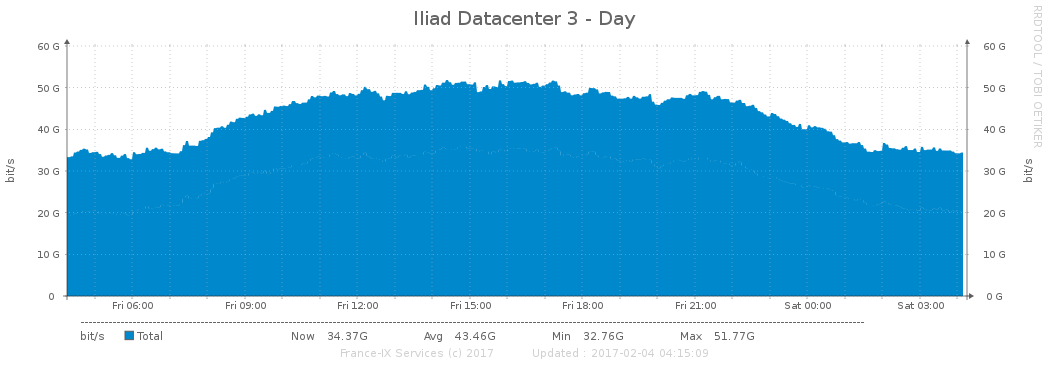 Iliad Datacenter 3 - Day
RRDTOOL / TOBI OETIKER
bit/s
60 G 60 G
50 G 50 G
40 G 40 G
30 G 30 G
20 G 20 G
10 G 10 G
0 0 G
bit/s
Fri 06:00 Fri 09:00 Fri 12:00 Fri 15:00 Fri 18:00 Fri 21:00 Sat 00:00 Sat 03:00
bit/s Total Now 34.37G Avg 43.46G Min 32.76G Max 51.77G
France-IX Services (c) 2017 Updated : 2017-02-04 04:15:09